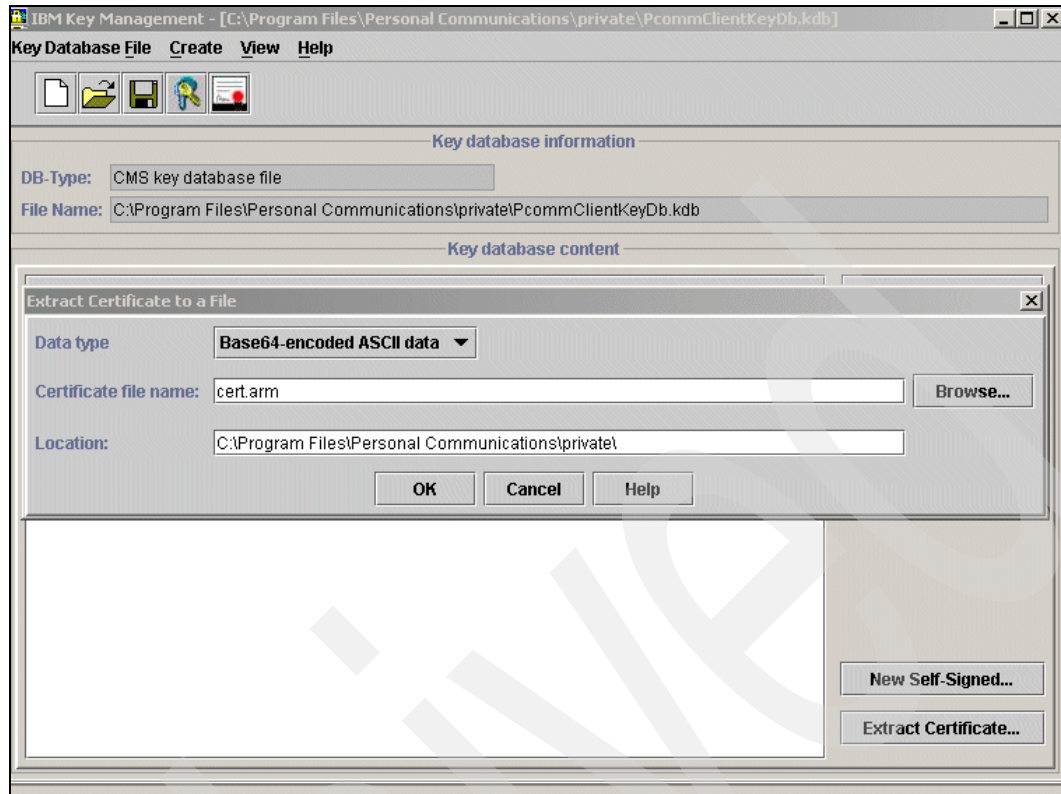 IBM Key Management - [C:\Program Files\Personal Communications\private\PcommClientKeyDb.kdb]
Key Database File Create View Help
Key database information
DB-Type: CMS key database file
File Name: C:\Program Files\Personal Communications\private\PcommClientKeyDb.kdb
Key database content
Extract Certificate to a File
Data type Base64-encoded ASCII data
Certificate file name: cert.arm Browse...
Location: C:\Program Files\Personal Communications\private\
OK Cancel Help
New Self-Signed...
Extract Certificate...